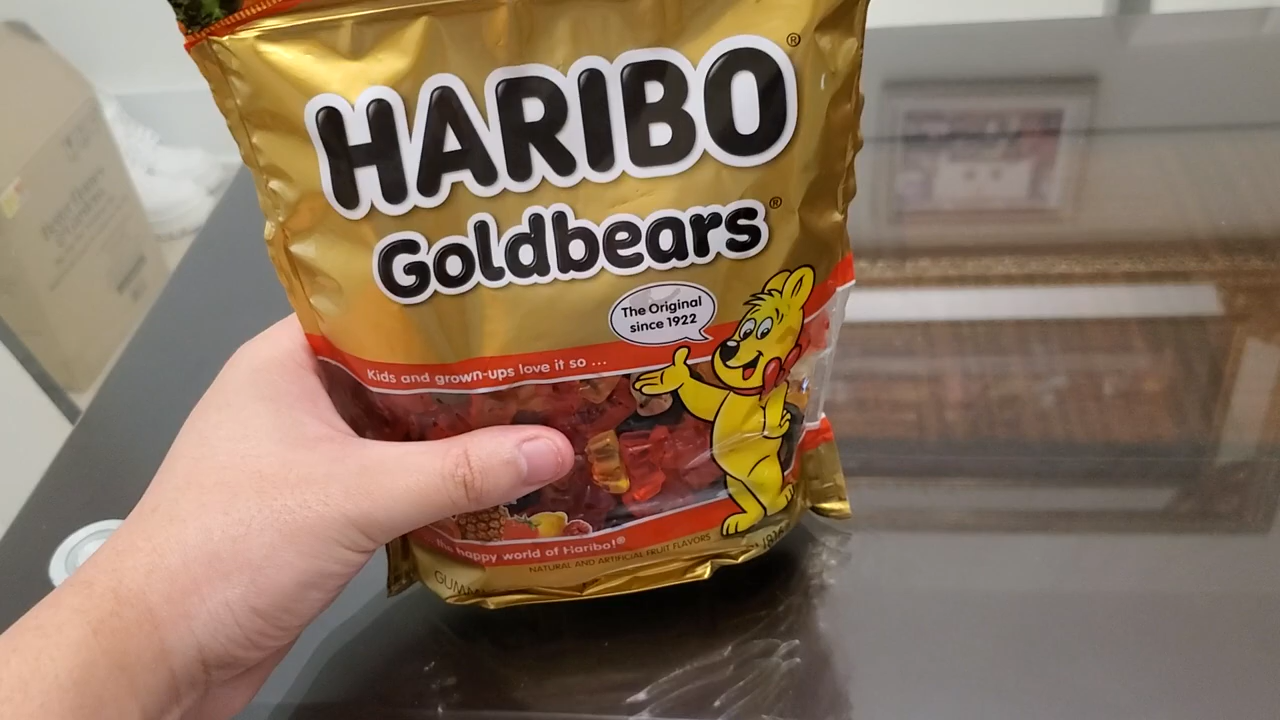 HARIBO®
Goldbears®
The Original
since 1922
Kids and grown-ups love it so ...
the happy world of Haribo!®
NATURAL AND ARTIFICIAL FRUIT FLAVORS